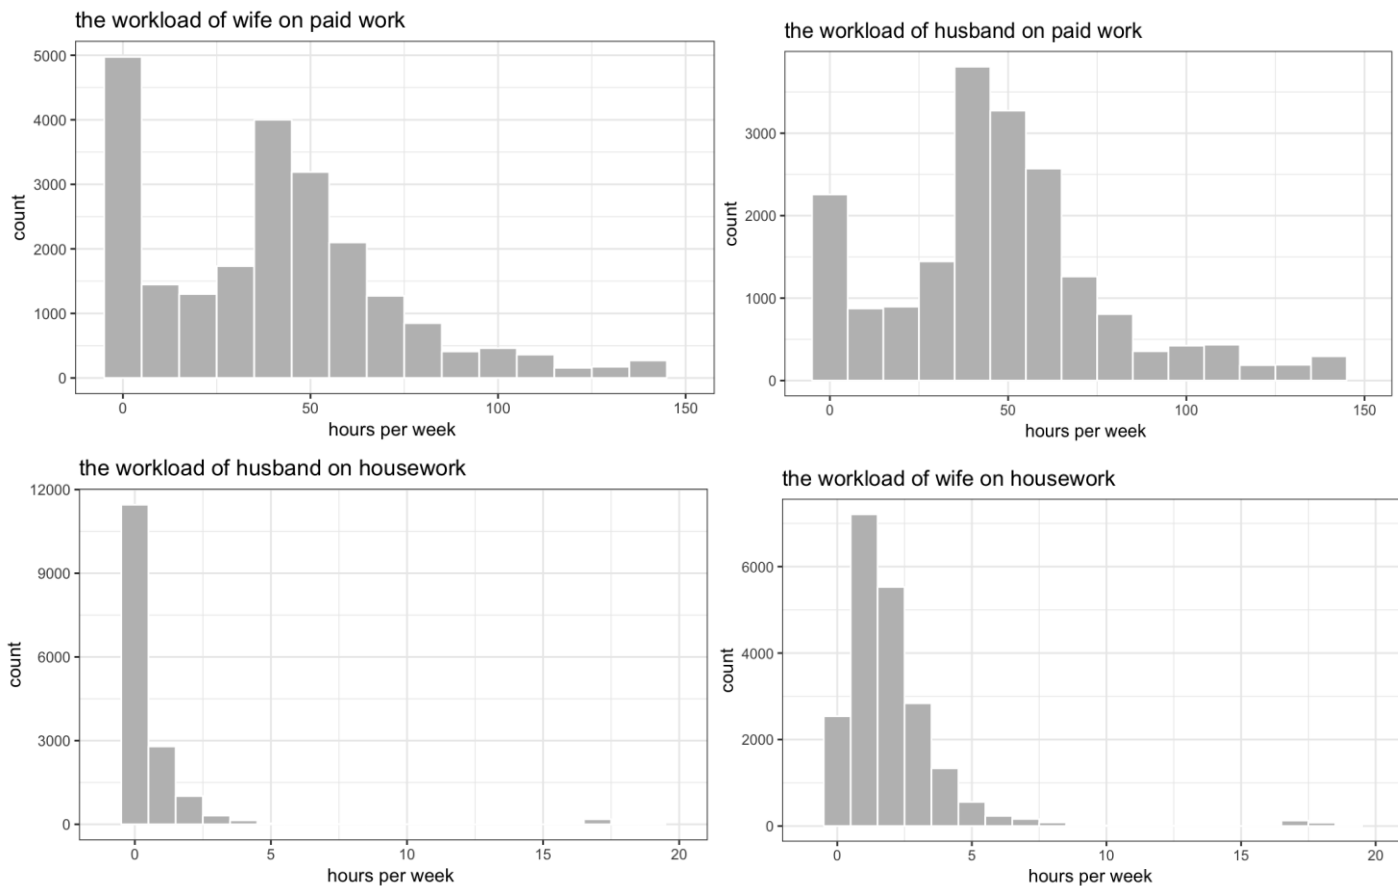 the workload of wife on paid work
5000
4000
3000
2000
1000
0
count
0 50 100 150
hours per week
the workload of husband on paid work
3000
2000
1000
0
count
0 50 100 150
hours per week
the workload of husband on housework
12000
9000
6000
3000
0
count
0 5 10 15 20
hours per week
the workload of wife on housework
6000
4000
2000
0
count
0 5 10 15 20
hours per week